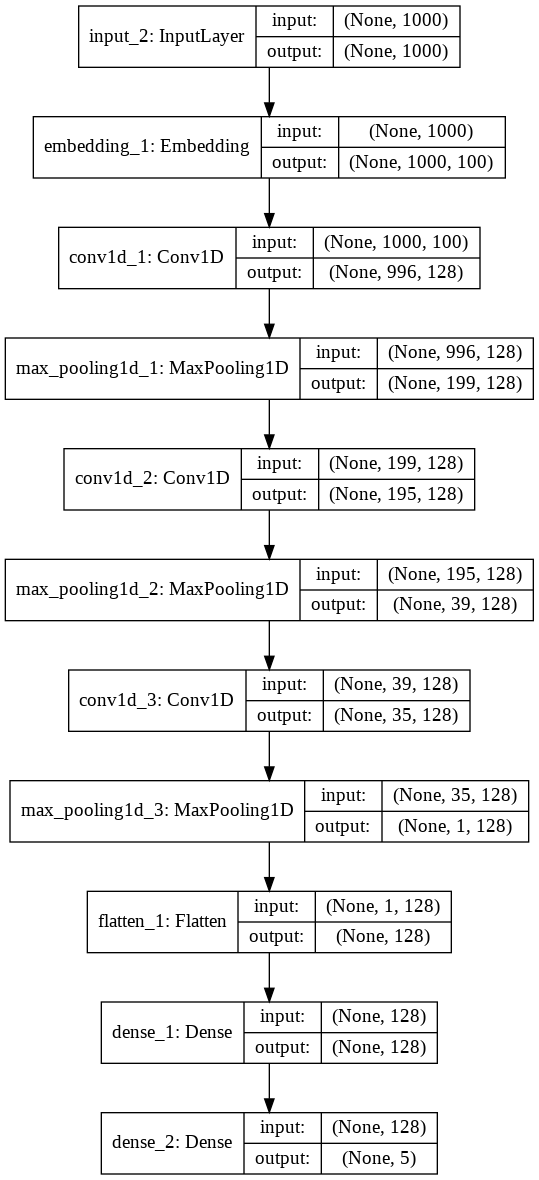 input_2: InputLayer
input: (None, 1000)
output: (None, 1000)
embedding_1: Embedding
input: (None, 1000)
output: (None, 1000, 100)
conv1d_1: Conv1D
input: (None, 1000, 100)
output: (None, 996, 128)
max_pooling1d_1: MaxPooling1D
input: (None, 996, 128)
output: (None, 199, 128)
conv1d_2: Conv1D
input: (None, 199, 128)
output: (None, 195, 128)
max_pooling1d_2: MaxPooling1D
input: (None, 195, 128)
output: (None, 39, 128)
conv1d_3: Conv1D
input: (None, 39, 128)
output: (None, 35, 128)
max_pooling1d_3: MaxPooling1D
input: (None, 35, 128)
output: (None, 1, 128)
flatten_1: Flatten
input: (None, 1, 128)
output: (None, 128)
dense_1: Dense
input: (None, 128)
output: (None, 128)
dense_2: Dense
input: (None, 128)
output: (None, 5)